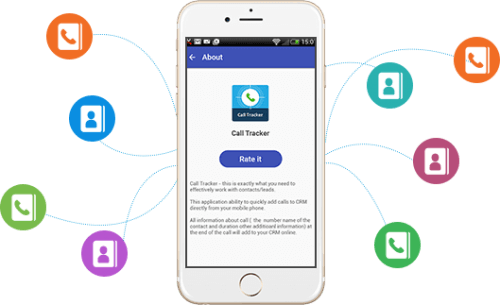 15:0
About
Call Tracker
Call Tracker
Rate it
Call Tracker - this is exactly what you need to
effectively work with contacts/leads.
This application ability to quickly add calls to CRM
directly from your mobile phone
All information about call ( the number name of the
contact and duration other additioanl information) at
the end of the call will add to your CRM online.